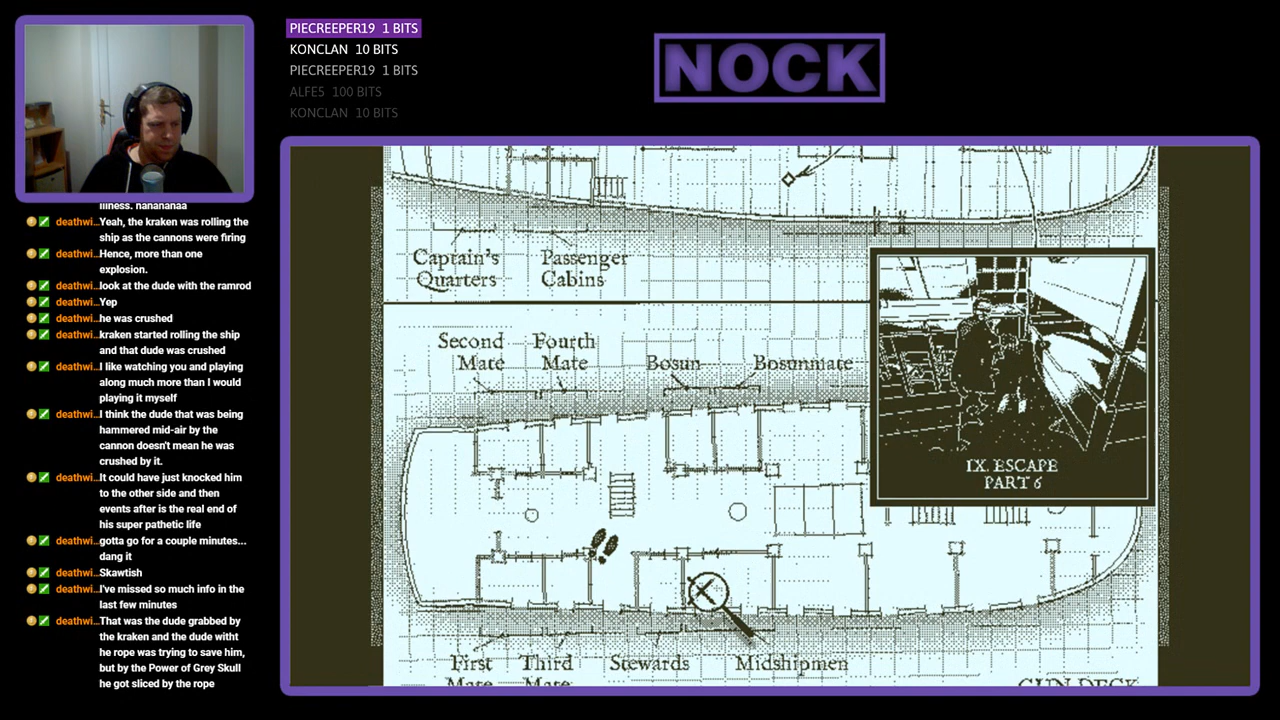 PIECREEPER19 1 BITS
KONCLAN 10 BITS
PIECREEPER19 1 BITS
ALFE5 100 BITS
KONCLAN 10 BITS
NOCK
illness. hahahahaa
deathwi... Yeah, the kraken was rolling the
ship as the cannons were firing
deathwi... Hence, more than one
explosion.
deathwi... look at the dude with the ramrod
deathwi... Yep
deathwi... he was crushed
deathwi... kraken started rolling the ship
and that dude was crushed
deathwi... I like watching you and playing
along much more than I would
playing it myself
deathwi... I think the dude that was being
hammered mid-air by the
cannon doesn't mean he was
crushed by it.
deathwi... It could have just knocked him
to the other side and then
events after is the real end of
his super pathetic life
deathwi... gotta go for a couple minutes...
dang it
deathwi... Skawtish
deathwi... I've missed so much info in the
last few minutes
deathwi... That was the dude grabbed by
the kraken and the dude witht
he rope was trying to save him,
but by the Power of Grey Skull
he got sliced by the rope
Captain's
Quarters
Passenger
Cabins
Second
Mate
Fourth
Mate
Bosun
Bosunmate
IX. ESCAPE
PART 6
First
Mate
Third
Mate
Stewards
Midshipmen
GUN DECK